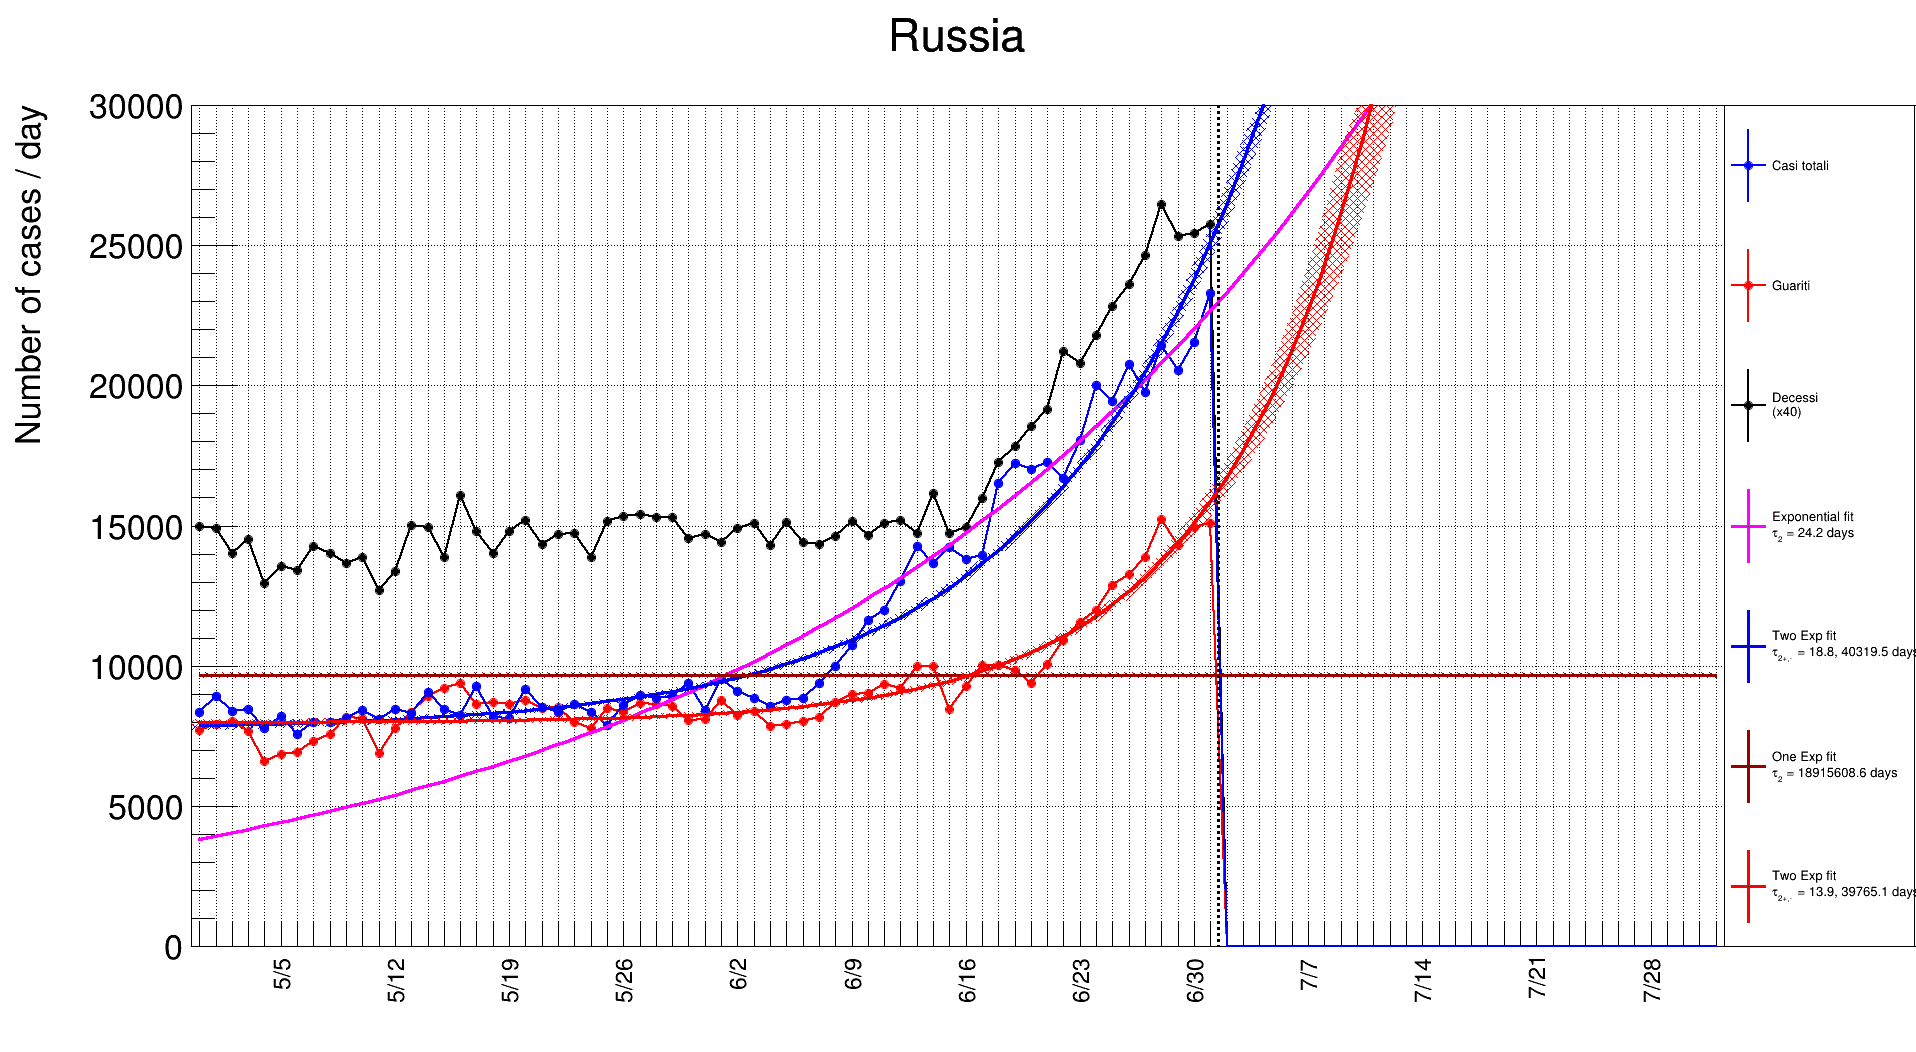 Russia
Number of cases / day
30000
25000
20000
15000
10000
5000
0
5/5
5/12
5/19
5/26
6/2
6/9
6/16
6/23
6/30
7/7
7/14
7/21
7/28
Casi totali
Guariti
Decessi
(x40)
Exponential fit
τ2 = 24.2 days
Two Exp fit
τ2+,- = 18.8, 40319.5 days
One Exp fit
τ2 = 18915608.6 days
Two Exp fit
τ2+,- = 13.9, 39765.1 days